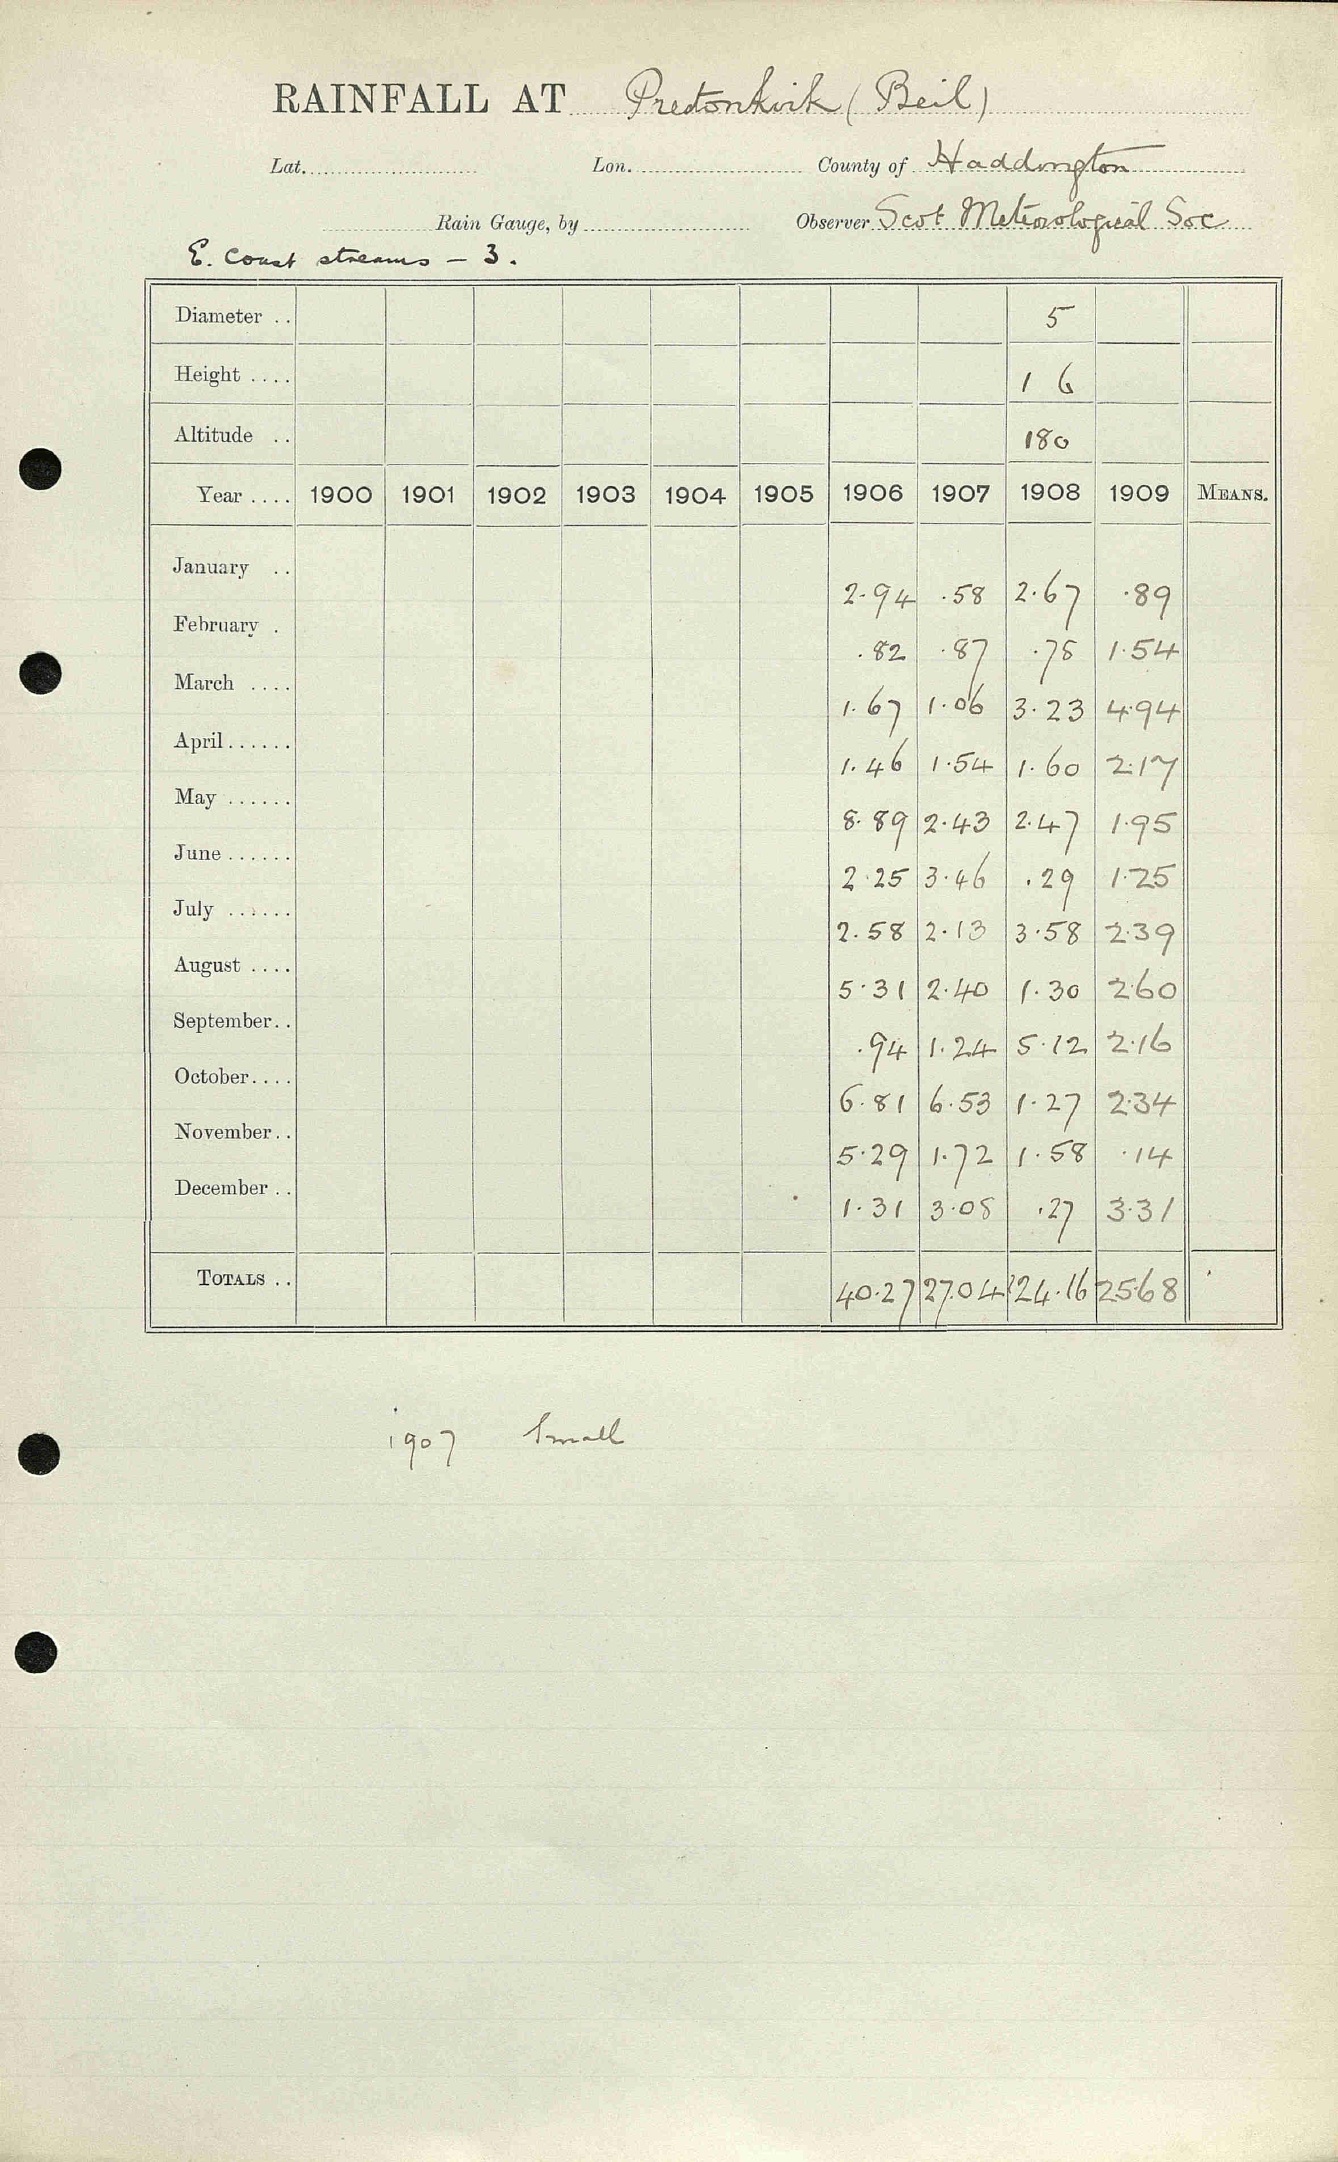 RAINFALL AT Prestonkirk (Beil)
Lat. Lon. County of Haddington
Rain Gauge, by Observer Scot Meteorological Soc
E. Coast streams – 3.
Diameter .. 5
Height .... 1 6
Altitude .. 180
Year .... 1900 1901 1902 1903 1904 1905 1906 1907 1908 1909 MEANS.
January .. 2.94 .58 2.67 .89
February . .82 .87 .78 1.54
March .... 1.67 1.06 3.23 4.94
April...... 1.46 1.54 1.60 2.17
May ...... 8.89 2.43 2.47 1.95
June ...... 2.25 3.46 .29 1.25
July ...... 2.58 2.13 3.58 2.39
August .... 5.31 2.40 1.30 2.60
September.. .94 1.24 5.12 2.16
October.... 6.81 6.53 1.27 2.34
November.. 5.29 1.72 1.58 .14
December .. 1.31 3.08 .27 3.31
TOTALS .. 40.27 27.04 24.16 25.68
1907 Small